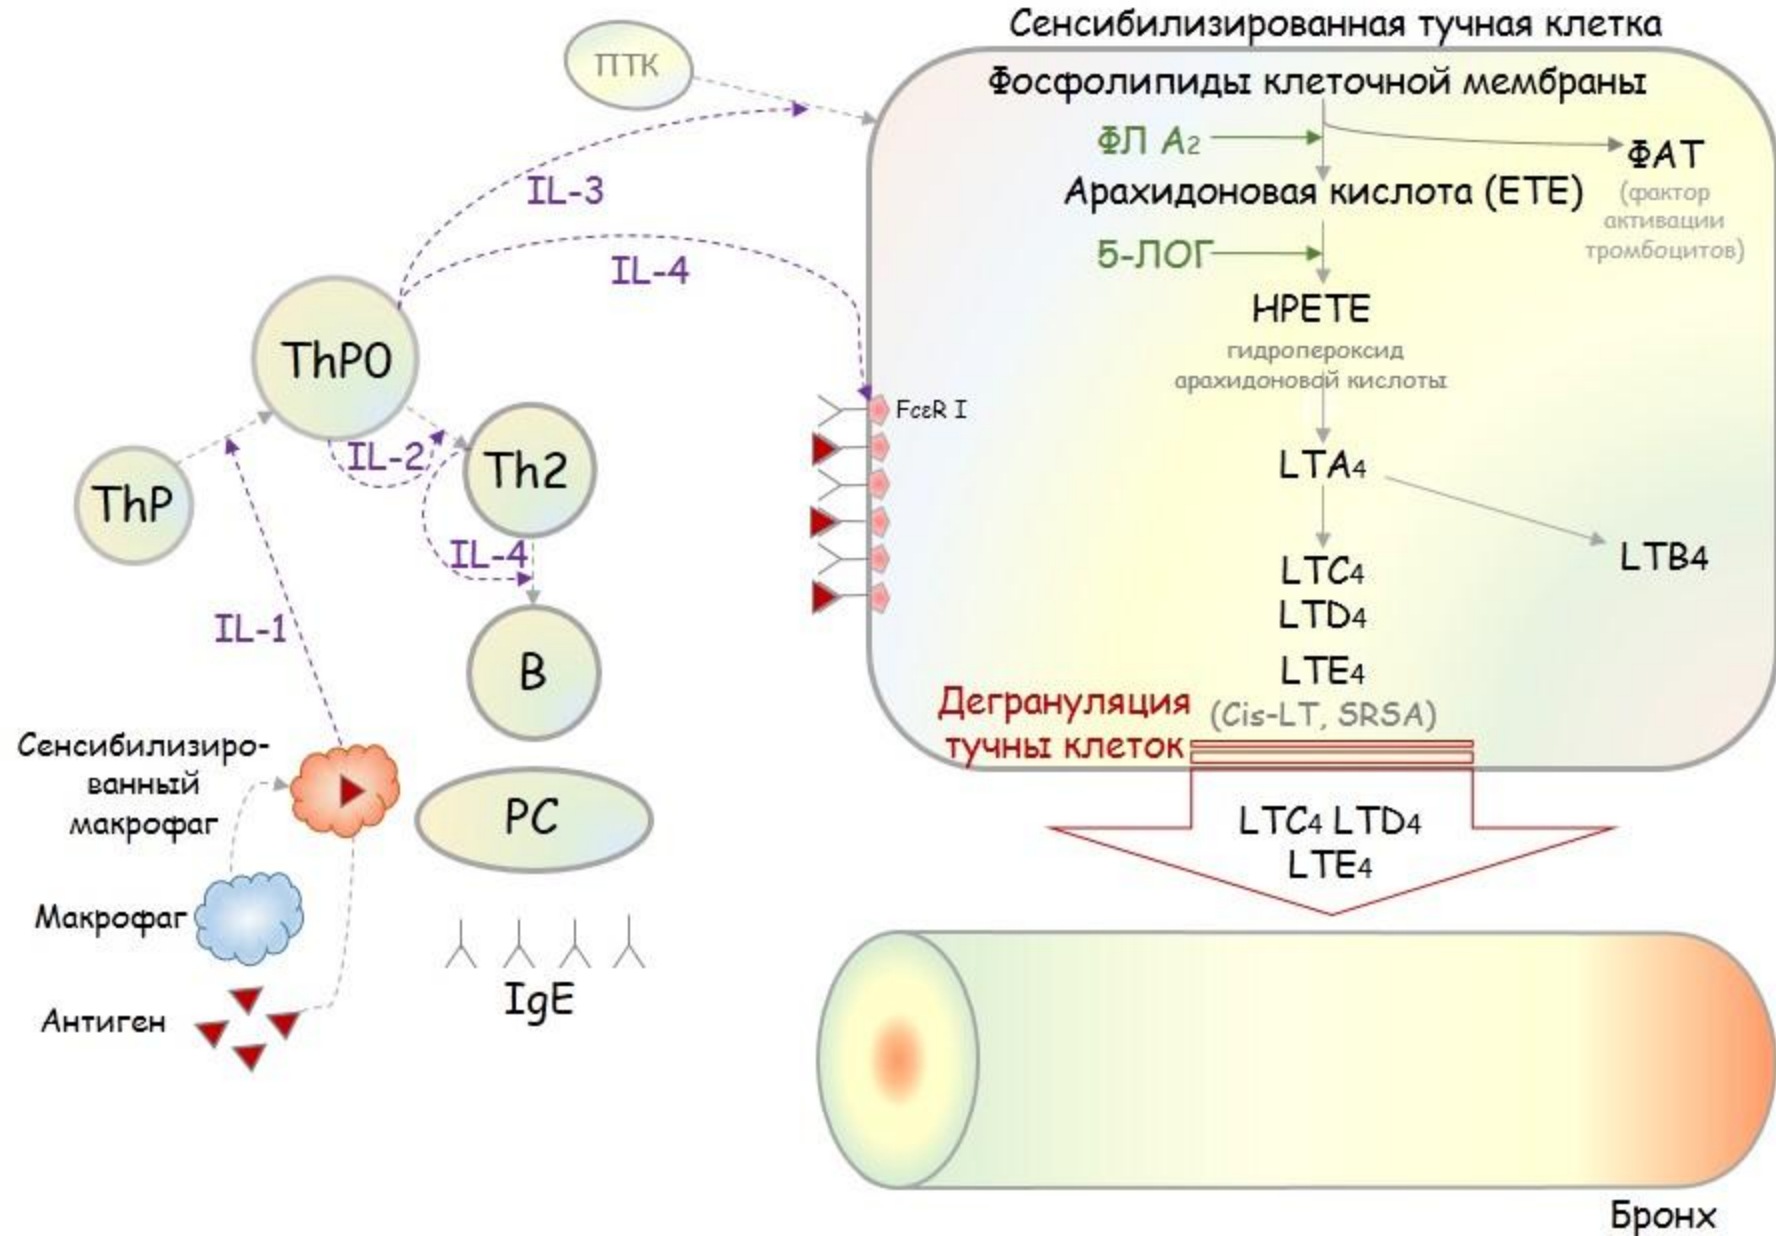 Сенсибилизированная тучная клетка
ПТК
Фосфолипиды клеточной мембраны
ФЛ А2
ФАТ
(фактор
активации
тромбоцитов)
Арахидоновая кислота (ETE)
5-ЛОГ
HPETE
гидропероксид
арахидоновой кислоты
IL-3
IL-4
ThP0
IL-2
Th2
ThP
FcεR I
LTA4
LTB4
LTC4
LTD4
LTE4
(Cis-LT, SRSA)
Дегрануляция
тучны клеток
IL-4
IL-1
B
Сенсибилизиро-
ванный
макрофаг
PC
LTC4 LTD4
LTE4
Макрофаг
IgE
Антиген
Бронх